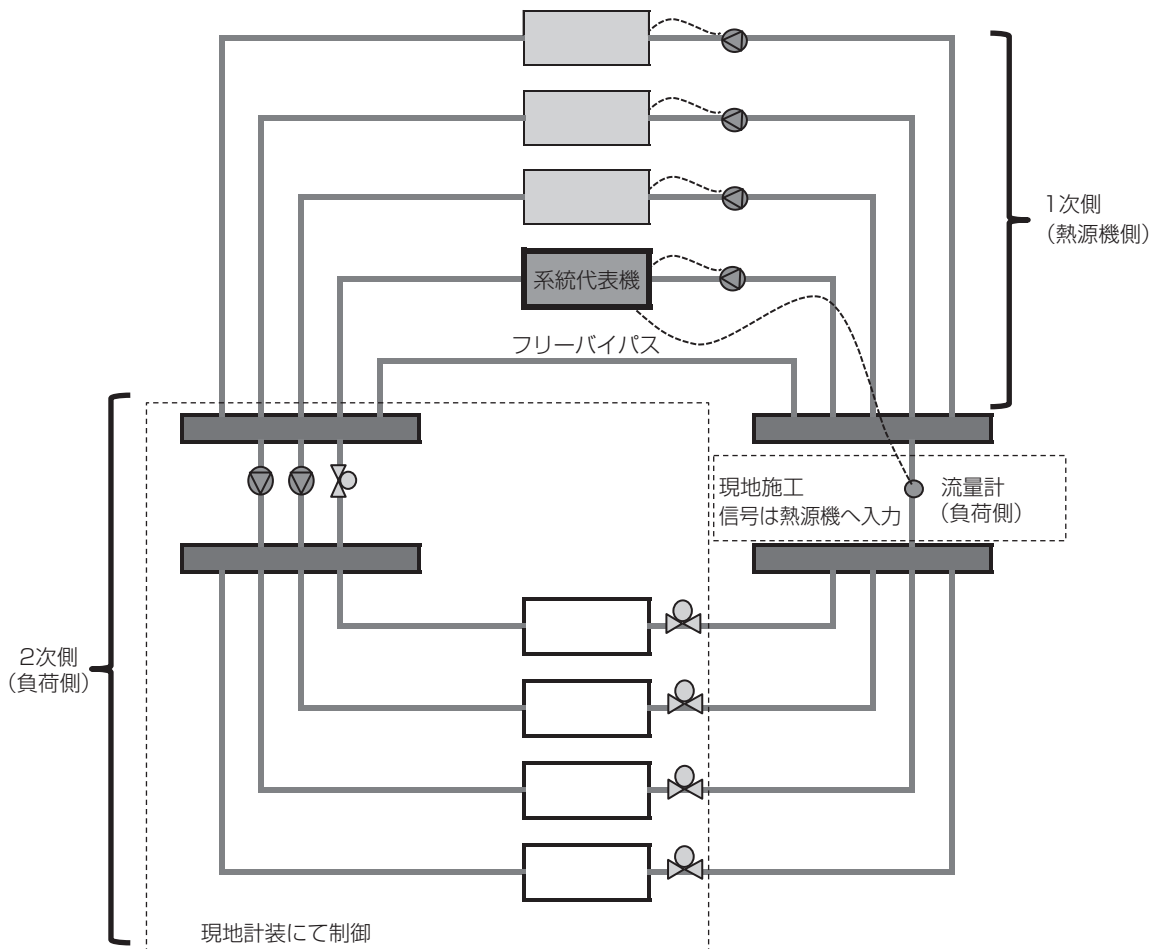 1次側
(熱源機側)
系統代表機
フリーバイパス
現地施工
信号は熱源機へ入力
流量計
(負荷側)
2次側
(負荷側)
現地計装にて制御